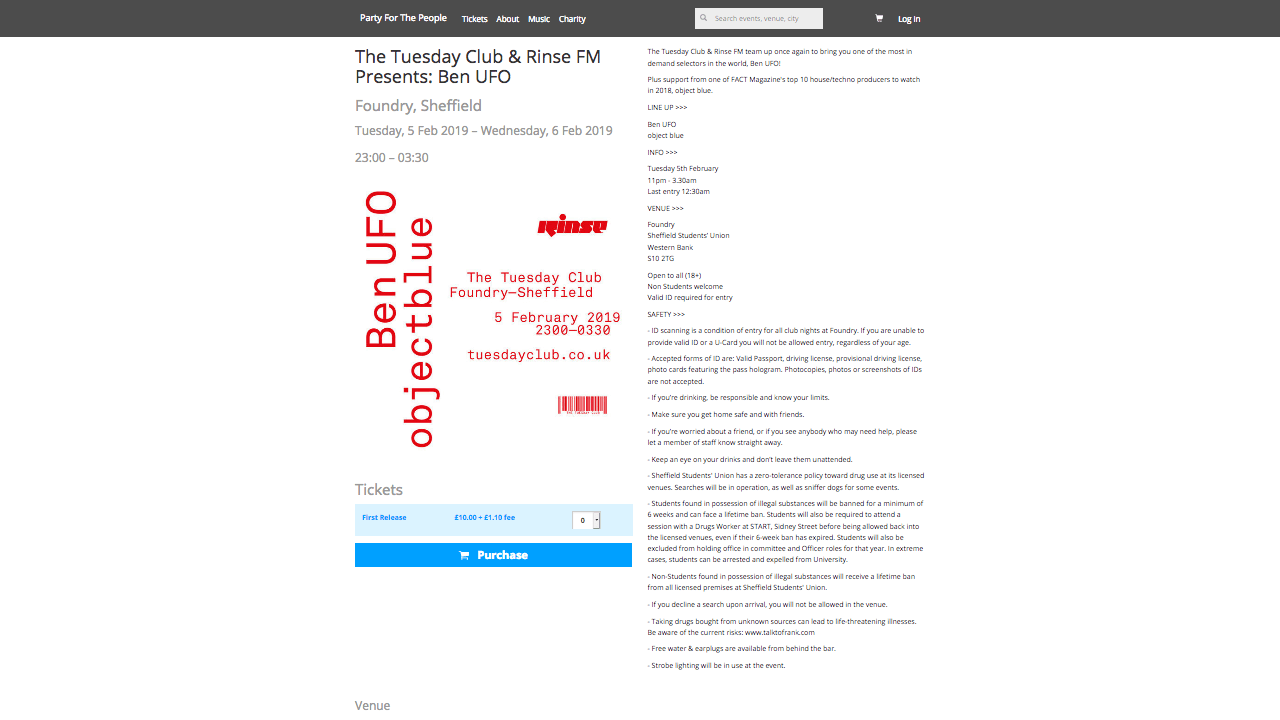 Party For The People
Tickets
About
Music
Charity
Search events, venue, city
Log in
The Tuesday Club & Rinse FM
Presents: Ben UFO
Foundry, Sheffield
Tuesday, 5 Feb 2019 – Wednesday, 6 Feb 2019
23:00 – 03:30
Ben UFO
objectblue
rinse
The Tuesday Club
Foundry—Sheffield
5 February 2019
2300—0330
tuesdayclub.co.uk
THE TUESDAY CLUB
Tickets
First Release
£10.00 + £1.10 fee
0
Purchase
The Tuesday Club & Rinse FM team up once again to bring you one of the most in
demand selectors in the world, Ben UFO!
Plus support from one of FACT Magazine's top 10 house/techno producers to watch
in 2018, object blue.
LINE UP >>>
Ben UFO
object blue
INFO >>>
Tuesday 5th February
11pm - 3.30am
Last entry 12:30am
VENUE >>>
Foundry
Sheffield Students' Union
Western Bank
S10 2TG
Open to all (18+)
Non Students welcome
Valid ID required for entry
SAFETY >>>
- ID scanning is a condition of entry for all club nights at Foundry. If you are unable to
provide valid ID or a U-Card you will not be allowed entry, regardless of your age.
- Accepted forms of ID are: Valid Passport, driving license, provisional driving license,
photo cards featuring the pass hologram. Photocopies, photos or screenshots of IDs
are not accepted.
- If you're drinking, be responsible and know your limits.
- Make sure you get home safe and with friends.
- If you're worried about a friend, or if you see anybody who may need help, please
let a member of staff know straight away.
- Keep an eye on your drinks and don't leave them unattended.
- Sheffield Students' Union has a zero-tolerance policy toward drug use at its licensed
venues. Searches will be in operation, as well as sniffer dogs for some events.
- Students found in possession of illegal substances will be banned for a minimum of
6 weeks and can face a lifetime ban. Students will also be required to attend a
session with a Drugs Worker at START, Sidney Street before being allowed back into
the licensed venues, even if their 6-week ban has expired. Students will also be
excluded from holding office in committee and Officer roles for that year. In extreme
cases, students can be arrested and expelled from University.
- Non-Students found in possession of illegal substances will receive a lifetime ban
from all licensed premises at Sheffield Students' Union.
- If you decline a search upon arrival, you will not be allowed in the venue.
- Taking drugs bought from unknown sources can lead to life-threatening illnesses.
Be aware of the current risks: www.talktofrank.com
- Free water & earplugs are available from behind the bar.
- Strobe lighting will be in use at the event.
Venue